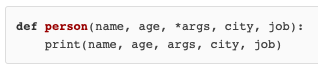 def person(name, age, *args, city, job):
    print(name, age, args, city, job)